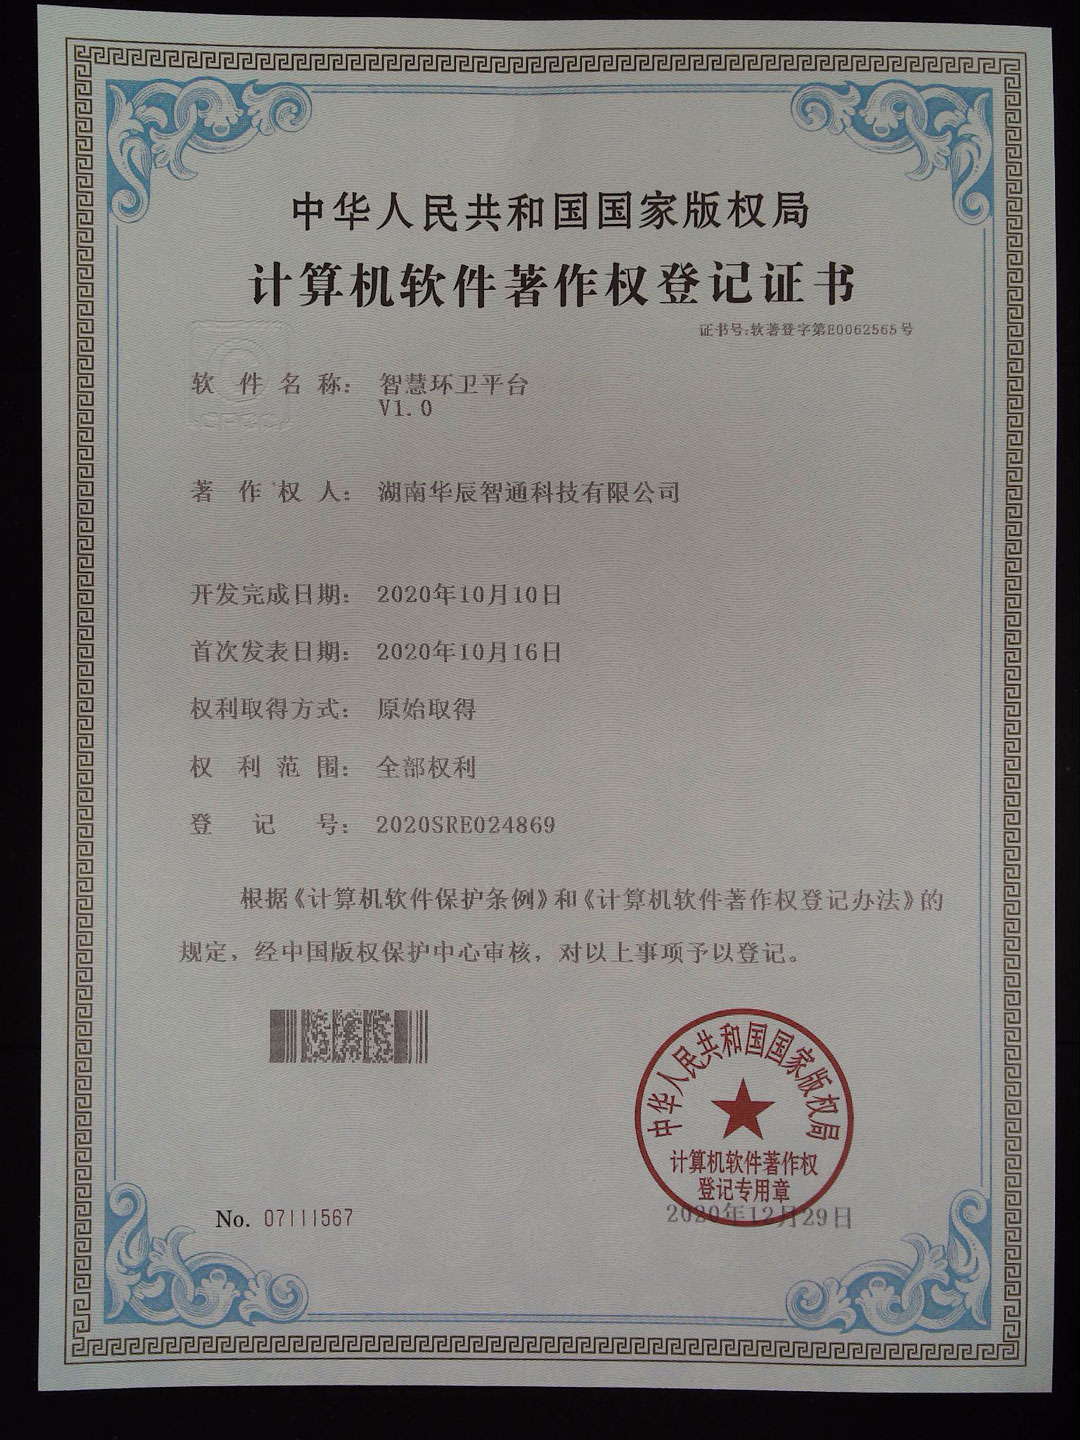 中华人民共和国国家版权局
计算机软件著作权登记证书
证书号:软著登字第E0062565号
软件名称： 智慧环卫平台
V1.0
著作权人： 湖南华辰智通科技有限公司
开发完成日期： 2020年10月10日
首次发表日期： 2020年10月16日
权利取得方式： 原始取得
权利范围： 全部权利
登记号： 2020SRE024869
根据《计算机软件保护条例》和《计算机软件著作权登记办法》的
规定，经中国版权保护中心审核，对以上事项予以登记。
中华人民共和国国家版权局
计算机软件著作权
登记专用章
No. 07111567
2020年12月29日